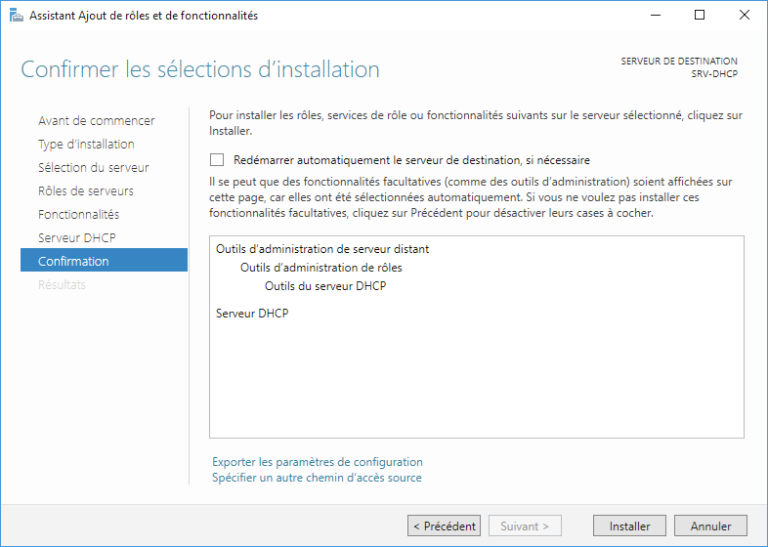 Assistant Ajout de rôles et de fonctionnalités
Confirmer les sélections d'installation
SERVEUR DE DESTINATION
SRV-DHCP
Avant de commencer
Type d'installation
Sélection du serveur
Rôles de serveurs
Fonctionnalités
Serveur DHCP
Confirmation
Résultats
Pour installer les rôles, services de rôle ou fonctionnalités suivants sur le serveur sélectionné, cliquez sur
Installer.
Redémarrer automatiquement le serveur de destination, si nécessaire
Il se peut que des fonctionnalités facultatives (comme des outils d'administration) soient affichées sur
cette page, car elles ont été sélectionnées automatiquement. Si vous ne voulez pas installer ces
fonctionnalités facultatives, cliquez sur Précédent pour désactiver leurs cases à cocher.
Outils d'administration de serveur distant
Outils d'administration de rôles
Outils du serveur DHCP
Serveur DHCP
Exporter les paramètres de configuration
Spécifier un autre chemin d'accès source
< Précédent
Suivant >
Installer
Annuler